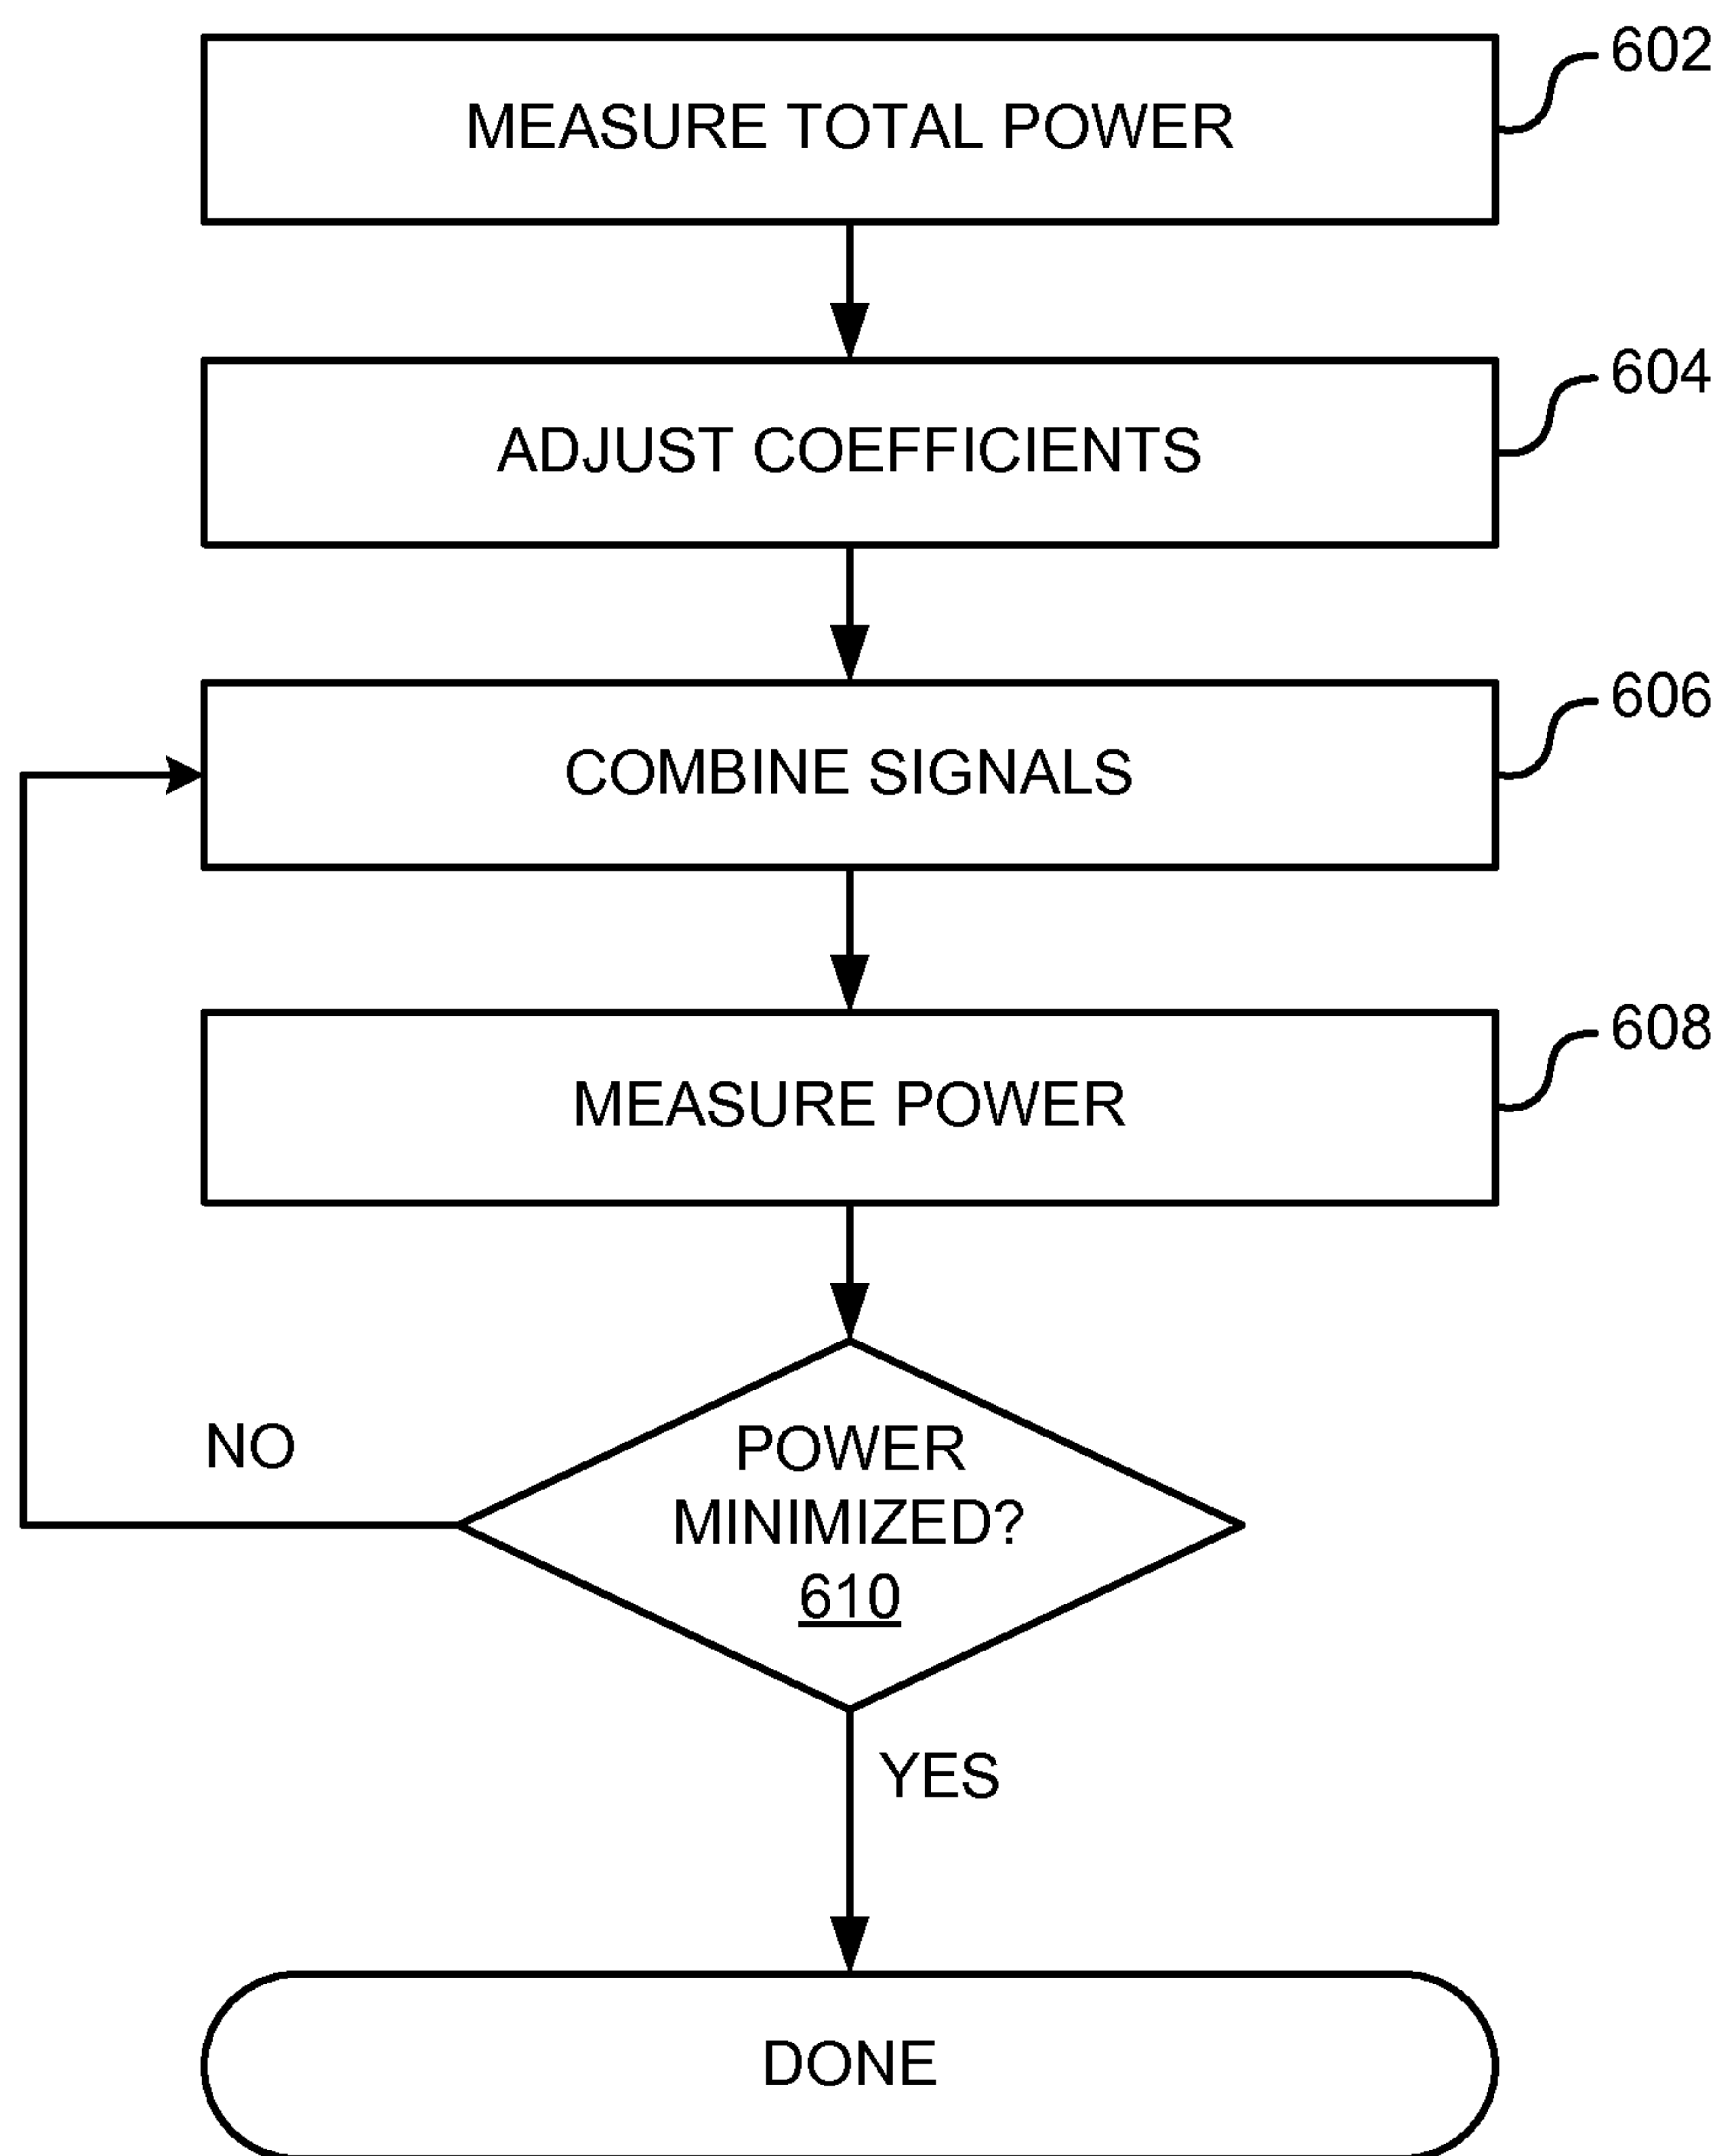 602
MEASURE TOTAL POWER
604
ADJUST COEFFICIENTS
606
COMBINE SIGNALS
608
MEASURE POWER
NO
POWER
MINIMIZED?
610
YES
DONE